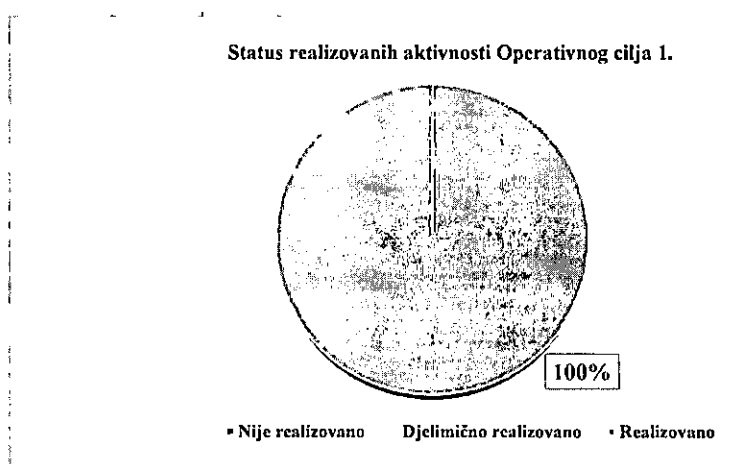 Status realizovanih aktivnosti Operativnog cilja 1.
100%
Nije realizovano Djelimično realizovano Realizovano